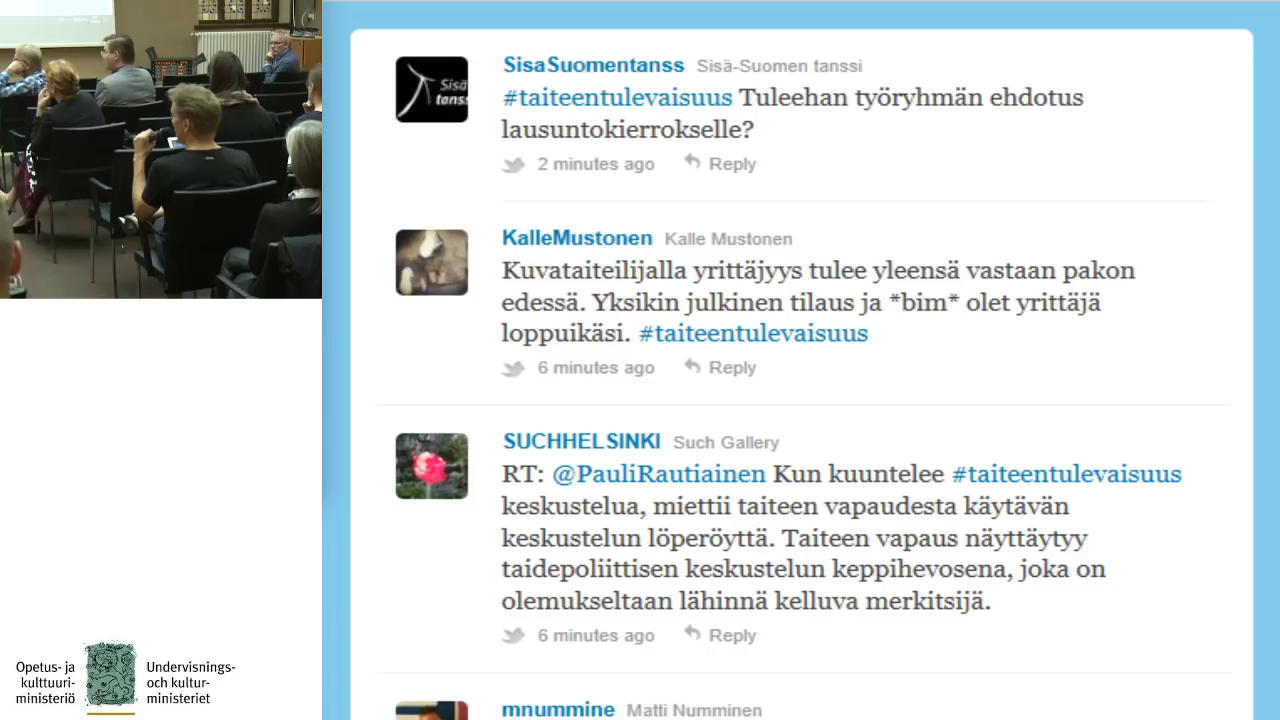 SisaSuomentanss Sisä-Suomen tanssi
#taiteentulevaisuus Tuleehan työryhmän ehdotus
lausuntokierrokselle?
2 minutes ago Reply
KalleMustonen Kalle Mustonen
Kuvataiteilijalla yrittäjyys tulee yleensä vastaan pakon
edessä. Yksikin julkinen tilaus ja *bim* olet yrittäjä
loppuikäsi. #taiteentulevaisuus
6 minutes ago Reply
SUCHHELSINKI Such Gallery
RT: @PauliRautiainen Kun kuuntelee #taiteentulevaisuus
keskustelua, miettii taiteen vapaudesta käytävän
keskustelun löperöyttä. Taiteen vapaus näyttäytyy
taidepoliittisen keskustelun keppihevosena, joka on
olemukseltaan lähinnä kelluva merkitsijä.
6 minutes ago Reply
mnummine Matti Numminen
Sisä
tanss
Opetus- ja
kulttuuri-
ministeriö
Undervisnings-
och kultur-
ministeriet